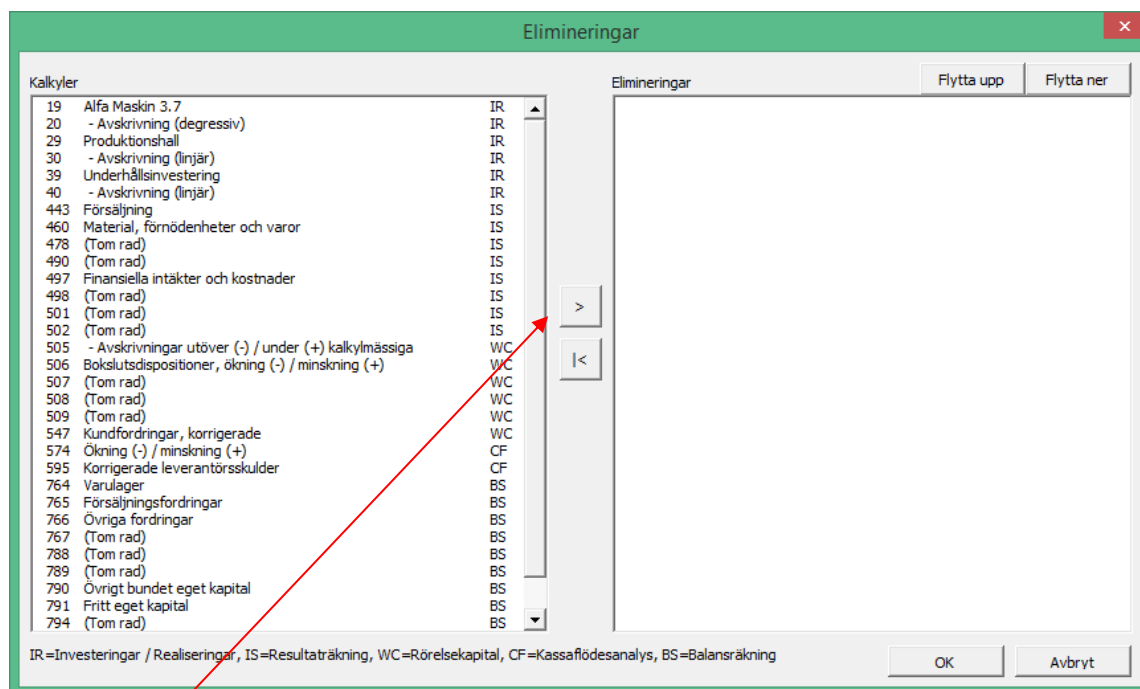 Elimineringar
Kalkyler
Elimineringar
Flytta upp
Flytta ner
19 Alfa Maskin 3.7 IR
20 - Avskrivning (degressiv) IR
29 Produktionshall IR
30 - Avskrivning (linjär) IR
39 Underhållsinvestering IR
40 - Avskrivning (linjär) IR
443 Försäljning IS
460 Material, förnödenheter och varor IS
478 (Tom rad) IS
490 (Tom rad) IS
497 Finansiella intäkter och kostnader IS
498 (Tom rad) IS
501 (Tom rad) IS
502 (Tom rad) IS
505 - Avskrivningar utöver (-) / under (+) kalkylmässiga WC
506 Bokslutsdispositioner, ökning (-) / minskning (+) WC
507 (Tom rad) WC
508 (Tom rad) WC
509 (Tom rad) WC
547 Kundfordringar, korrigerade WC
574 Ökning (-) / minskning (+) CF
595 Korrigerade leverantörsskulder CF
764 Varulager BS
765 Försäljningsfordringar BS
766 Övriga fordringar BS
767 (Tom rad) BS
788 (Tom rad) BS
789 (Tom rad) BS
790 Övrigt bundet eget kapital BS
791 Fritt eget kapital BS
794 (Tom rad) BS
>
|<
IR=Investeringar / Realiseringar, IS=Resultaträkning, WC=Rörelsekapital, CF=Kassaflödesanalys, BS=Balansräkning
OK
Avbryt